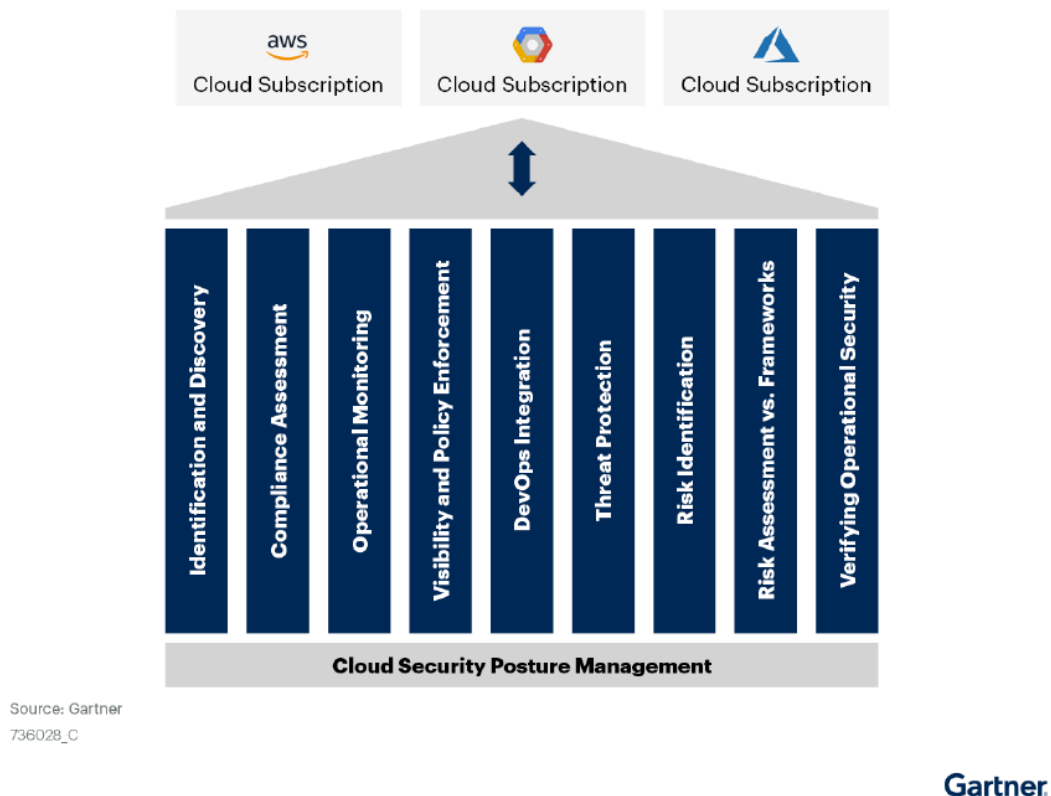 aws
Cloud Subscription
Cloud Subscription
Cloud Subscription
Identification and Discovery
Compliance Assessment
Operational Monitoring
Visibility and Policy Enforcement
DevOps Integration
Threat Protection
Risk Identification
Risk Assessment vs. Frameworks
Verifying Operational Security
Cloud Security Posture Management
Source: Gartner
736028_C
Gartner